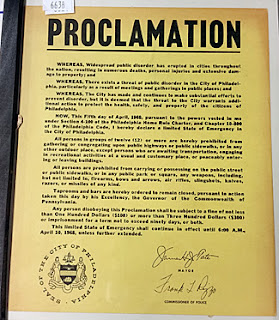 6638
PROCLAMATION
WHEREAS, Widespread public disorder has erupted in cities throughout
the nation, resulting in numerous deaths, personal injuries and extensive dam-
age to property; and
WHEREAS, There exists a threat of public disorder in the City of Philadel-
phia, particularly as a result of meetings and gatherings in public places; and
WHEREAS, The City has made and continues to make substantial efforts to
prevent disorder, but it is deemed that the threat to the City warrants addi-
tional action to protect the health, safety, and property of the citizens of
Philadelphia.
NOW, This Fifth day of April, 1968, pursuant to the powers vested in me
under Section 4-100 of the Philadelphia Home Rule Charter, and Chapter 10-800
of the Philadelphia Code, I hereby declare a limited State of Emergency in
the City of Philadelphia.
All persons in groups of twelve (12) or more are hereby prohibited from
gathering or congregating upon public highways or public sidewalks, or in any
other outdoor place, except persons who are awaiting transportation, engaging
in recreational activities at a usual and customary place, or peaceably enter-
ing or leaving buildings.
All persons are prohibited from carrying or possessing on the public street
or public sidewalks, or in any public park or square, any weapons, including,
but not limited to, firearms, bows and arrows, air rifles, slingshots, knives,
razors, or missiles of any kind.
Taprooms and bars are hereby ordered to remain closed, pursuant to action
taken this day by his Excellency, the Governor of the Commonwealth of
Pennsylvania.
Any person disobeying this Proclamation shall be subject to a fine of not less
than One Hundred Dollars ($100) or more than Three Hundred Dollars ($300)
or imprisonment for a term not to exceed ninety days, or both.
This limited State of Emergency shall continue in effect until 6:00 A.M.,
April 10, 1968, unless further extended.
SEAL OF THE CITY OF PHILADELPHIA
James H. J. Tate
MAYOR
Frank L. Rizzo
COMMISSIONER OF POLICE